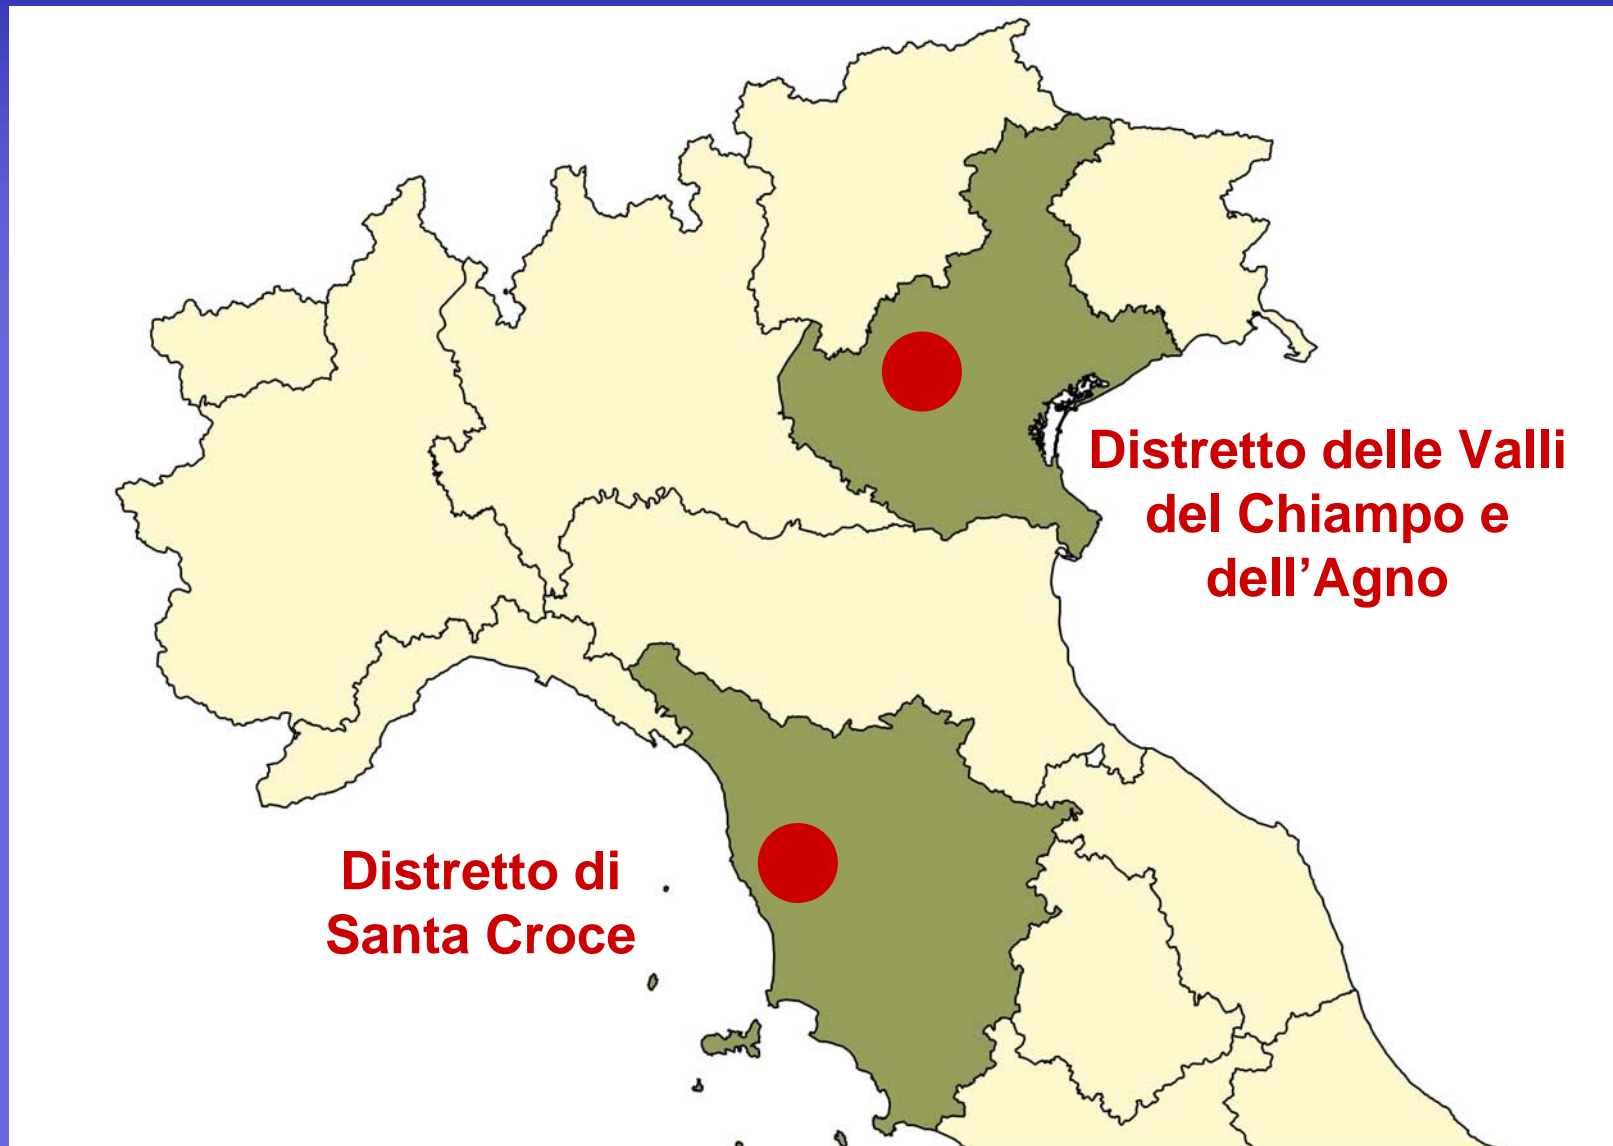 Distretto delle Valli
del Chiampo e
dell’Agno
Distretto di
Santa Croce